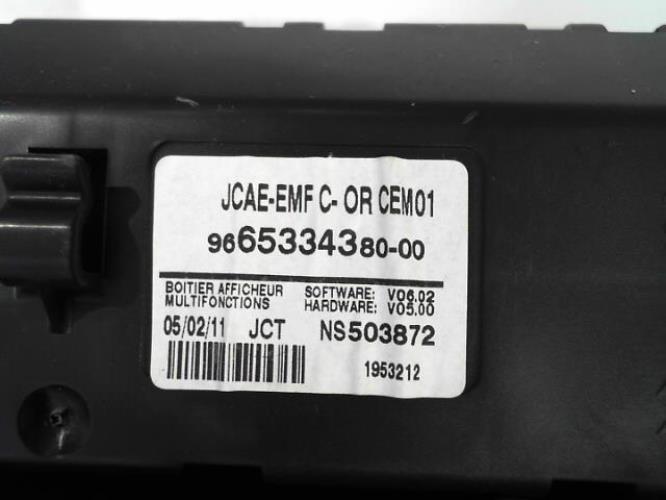 JCAE-EMF C- OR CEM01
9665334380-00
BOITIER AFFICHEUR SOFTWARE: V06.02
MULTIFONCTIONS HARDWARE: V05.00
05/02/11 JCT NS503872
1953212